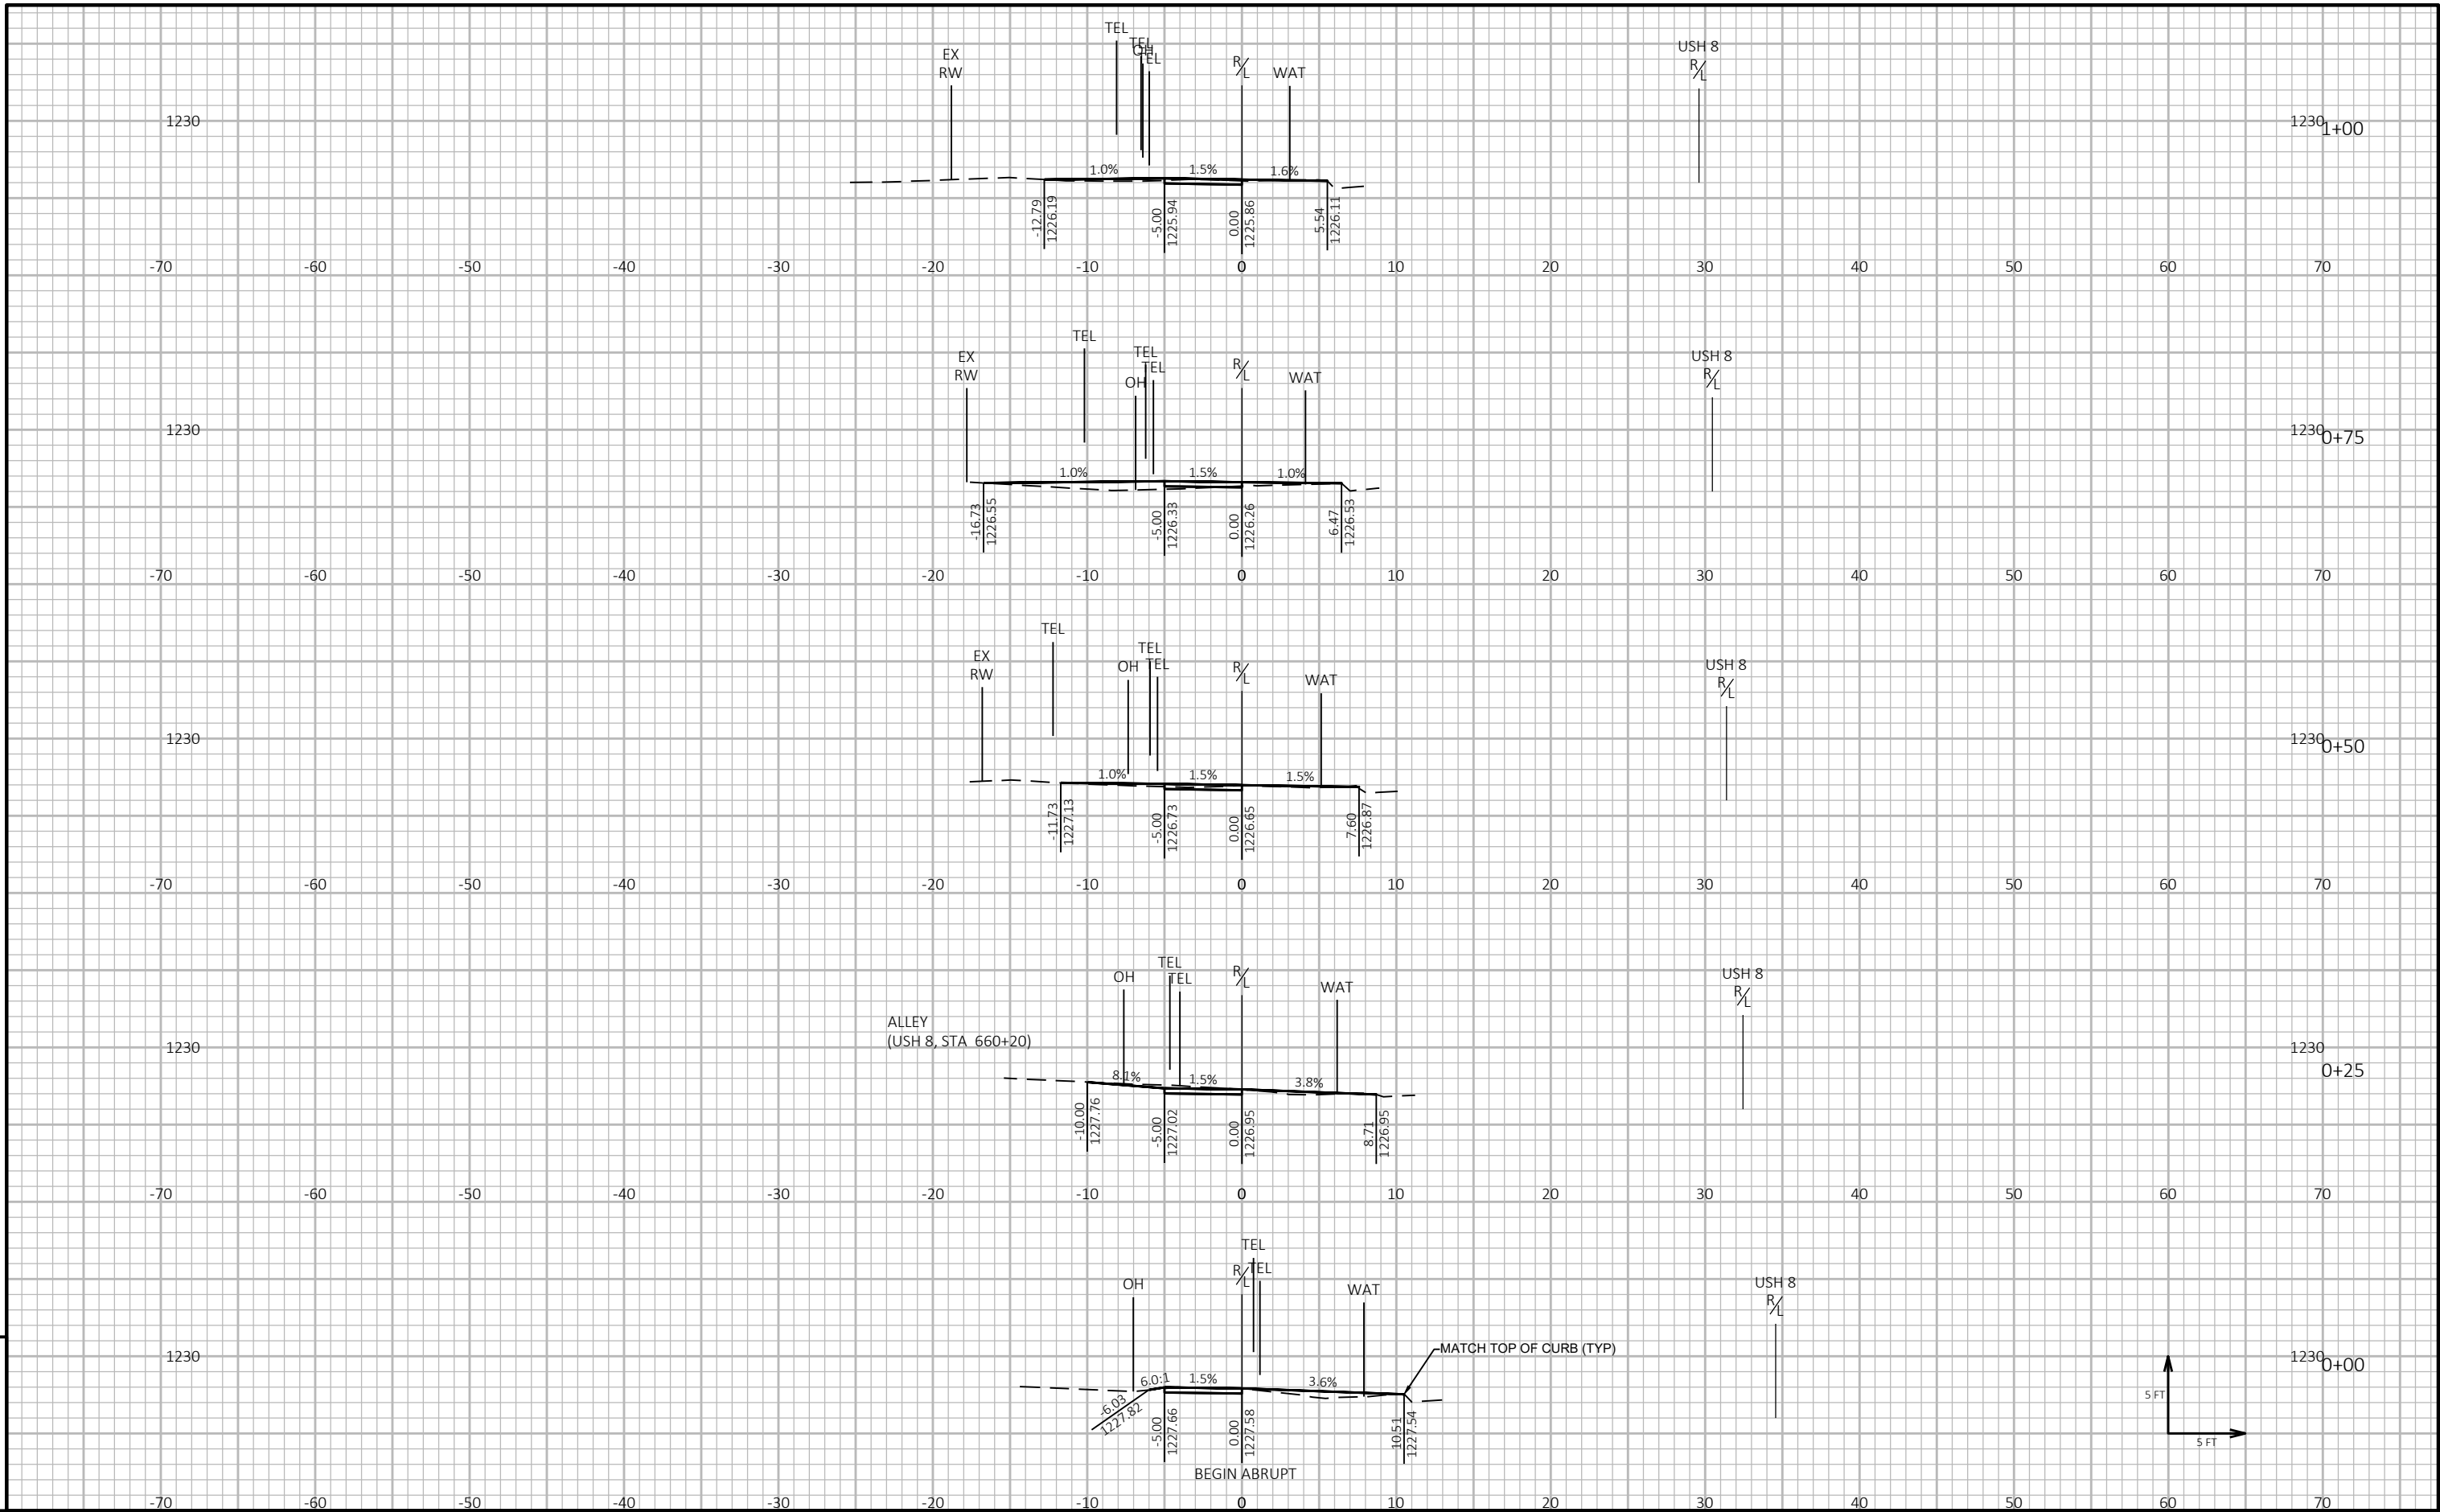 TEL
TEL
OH
TEL
EX
RW
R/L
WAT
USH 8
R/L
1230
1230
1+00
1.0%
1.5%
1.6%
-12.79
1226.19
-5.00
1225.94
0.00
1225.86
5.54
1226.11
-70 -60 -50 -40 -30 -20 -10 0 10 20 30 40 50 60 70
TEL
TEL
TEL
OH
EX
RW
R/L
WAT
USH 8
R/L
1230
1230
0+75
1.0%
1.5%
1.0%
-16.73
1226.55
-5.00
1226.33
0.00
1226.26
6.47
1226.53
-70 -60 -50 -40 -30 -20 -10 0 10 20 30 40 50 60 70
TEL
TEL
TEL
OH
EX
RW
R/L
WAT
USH 8
R/L
1230
1230
0+50
1.0%
1.5%
1.5%
-11.73
1227.13
-5.00
1226.73
0.00
1226.65
7.60
1226.87
-70 -60 -50 -40 -30 -20 -10 0 10 20 30 40 50 60 70
TEL
TEL
OH
R/L
WAT
USH 8
R/L
ALLEY
(USH 8, STA 660+20)
1230
1230
0+25
8.1%
1.5%
3.8%
-10.00
1227.76
-5.00
1227.02
0.00
1226.95
8.71
1226.95
-70 -60 -50 -40 -30 -20 -10 0 10 20 30 40 50 60 70
TEL
TEL
OH
R/L
WAT
USH 8
R/L
MATCH TOP OF CURB (TYP)
1230
1230
0+00
6.0:1
1.5%
3.6%
-6.03
1227.82
-5.00
1227.66
0.00
1227.58
10.51
1227.54
5 FT
5 FT
BEGIN ABRUPT
-70 -60 -50 -40 -30 -20 -10 0 10 20 30 40 50 60 70